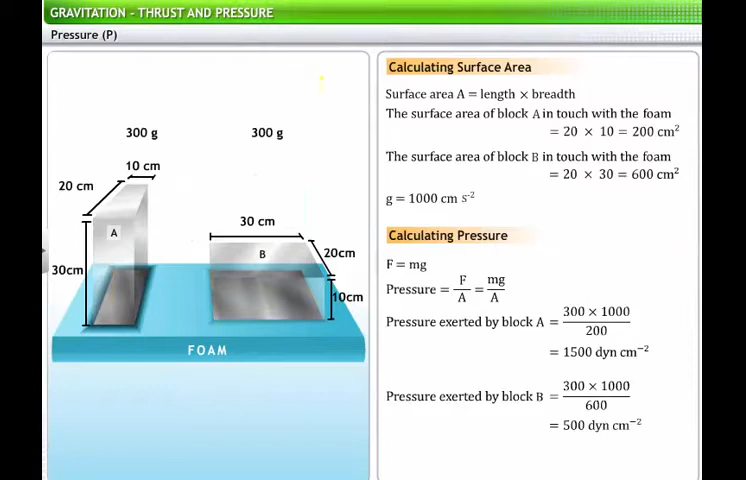 GRAVITATION - THRUST AND PRESSURE
Pressure (P)
300 g
300 g
10 cm
20 cm
A
30cm
30 cm
B
20cm
10cm
FOAM
Calculating Surface Area
Surface area A = length × breadth
The surface area of block A in touch with the foam
= 20 × 10 = 200 cm²
The surface area of block B in touch with the foam
= 20 × 30 = 600 cm²
g = 1000 cm s⁻²
Calculating Pressure
F = mg
Pressure = F/A = mg/A
Pressure exerted by block A = 300 × 1000 / 200
= 1500 dyn cm⁻²
Pressure exerted by block B = 300 × 1000 / 600
= 500 dyn cm⁻²